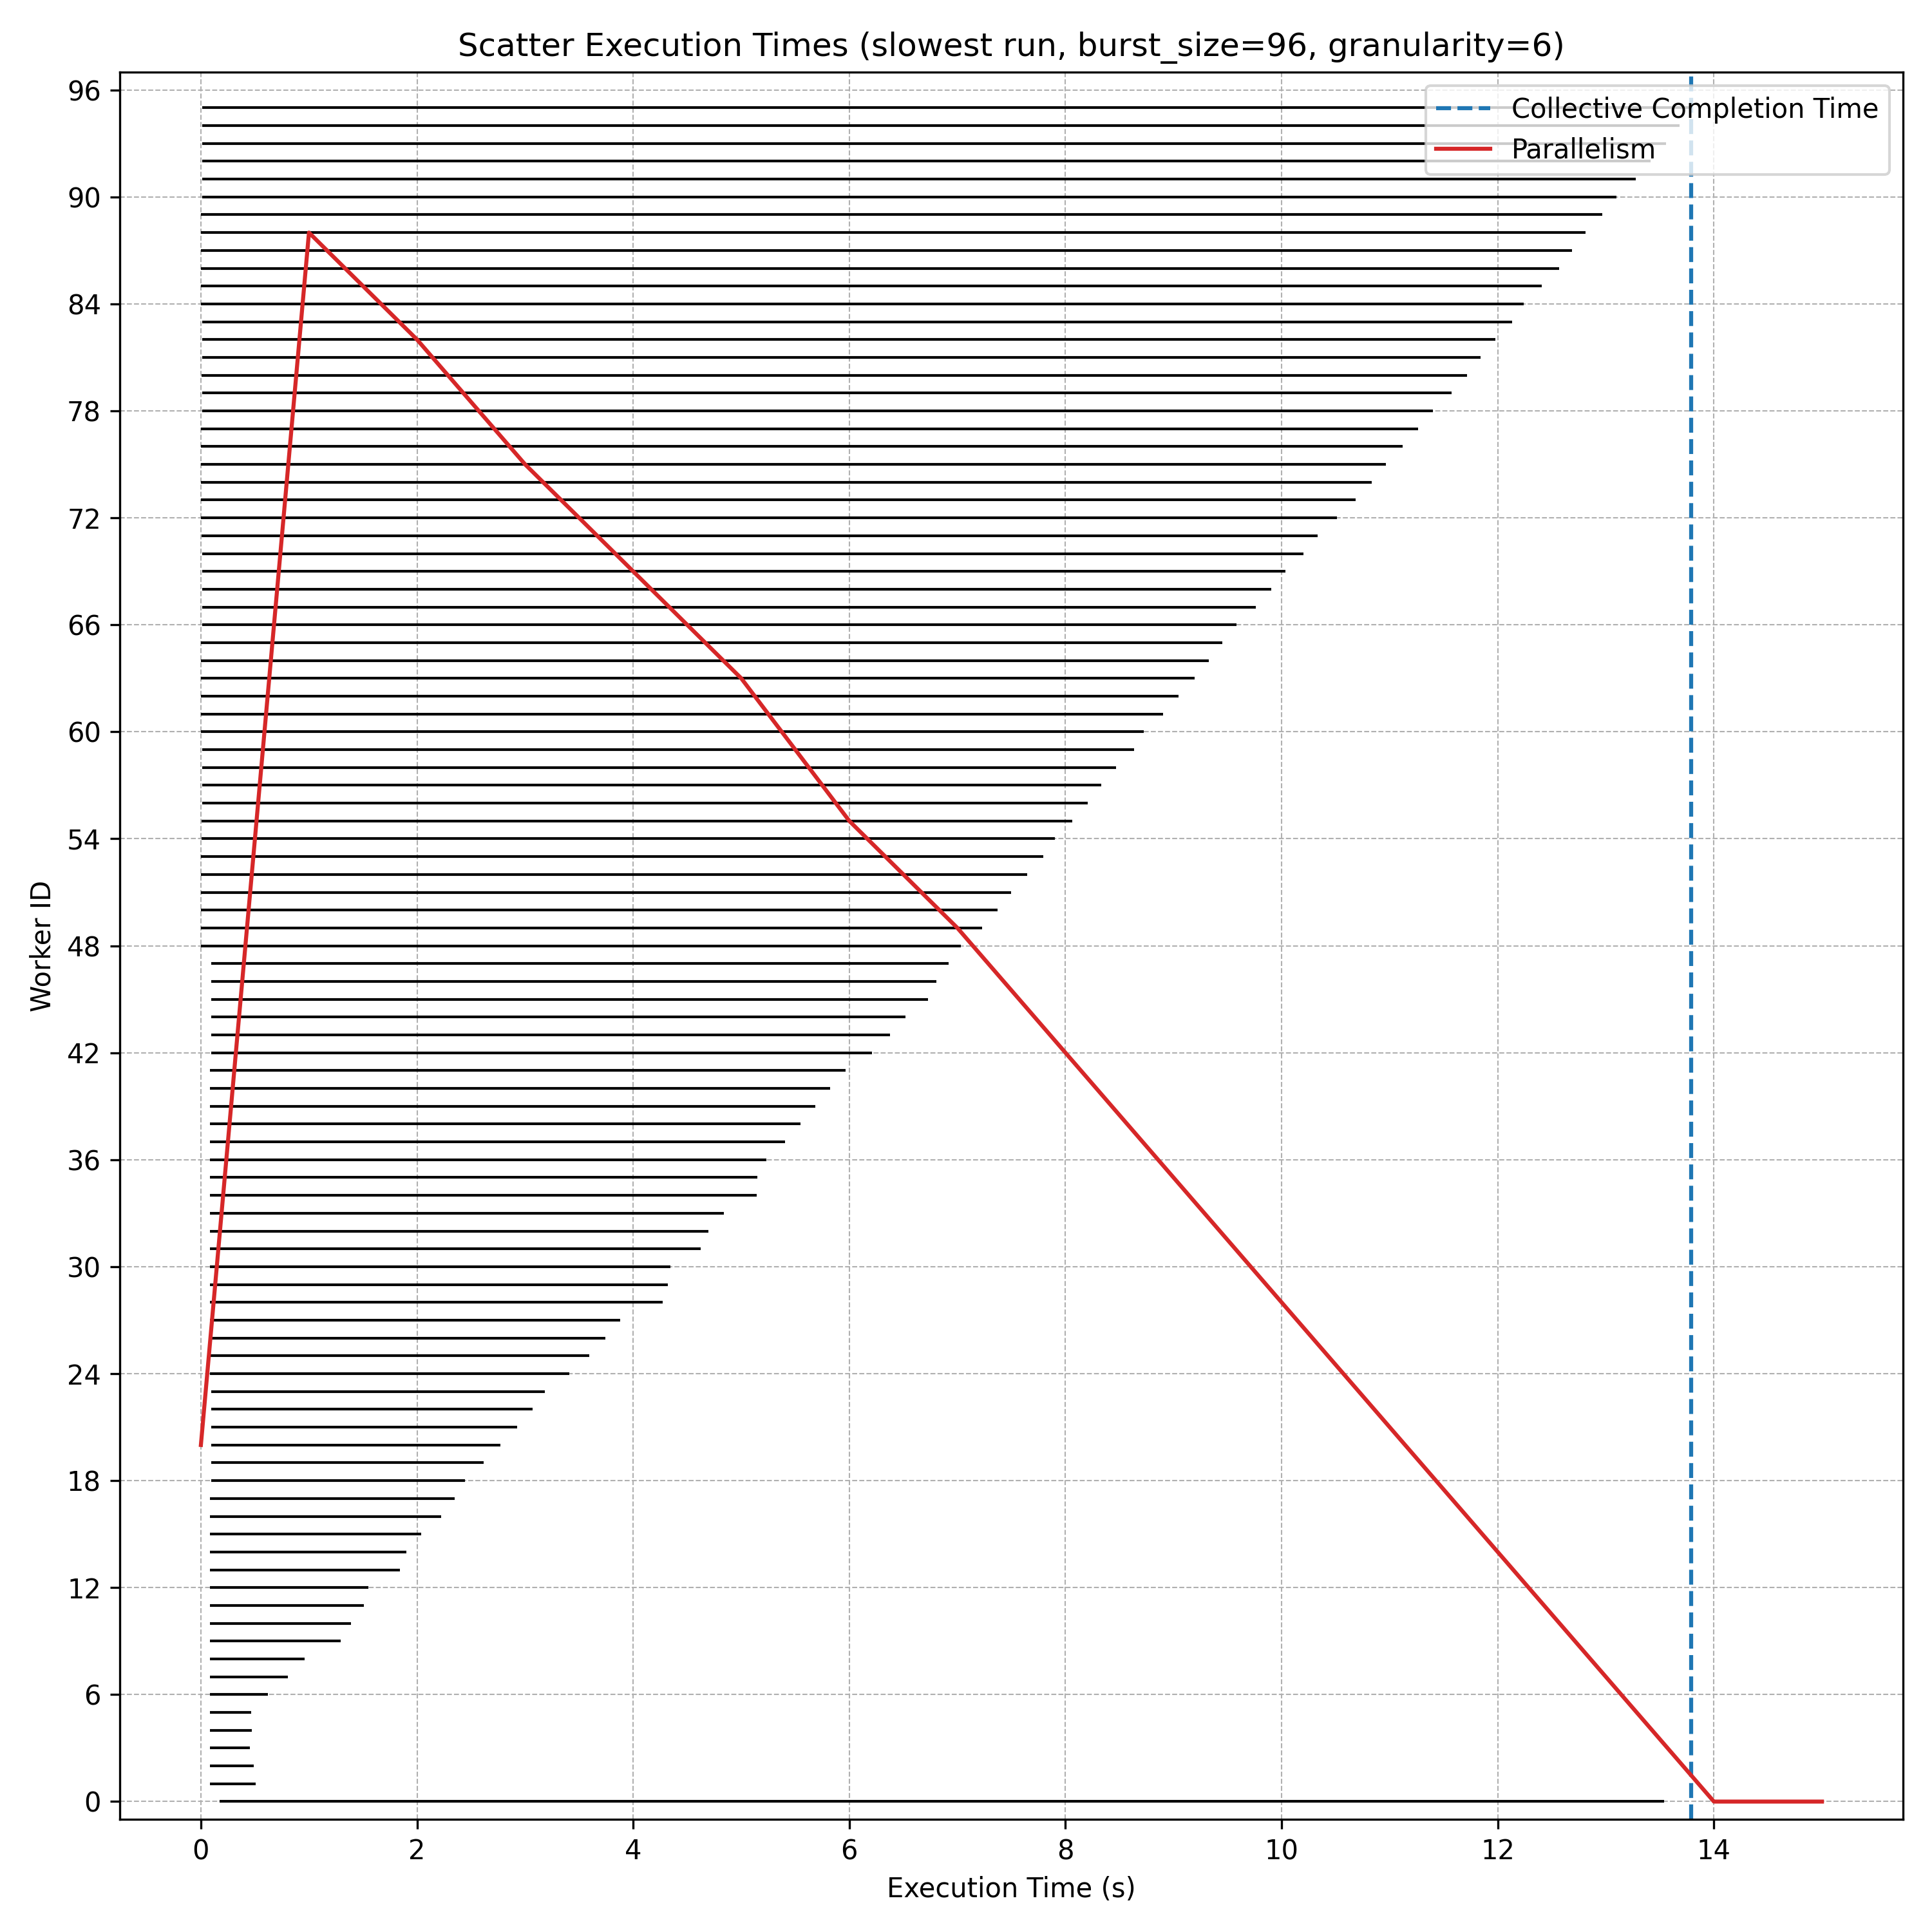 Scatter Execution Times (slowest run, burst_size=96, granularity=6)
Collective Completion Time
Parallelism
96
90
84
78
72
66
60
54
48
42
36
30
24
18
12
6
0
Worker ID
0 2 4 6 8 10 12 14
Execution Time (s)